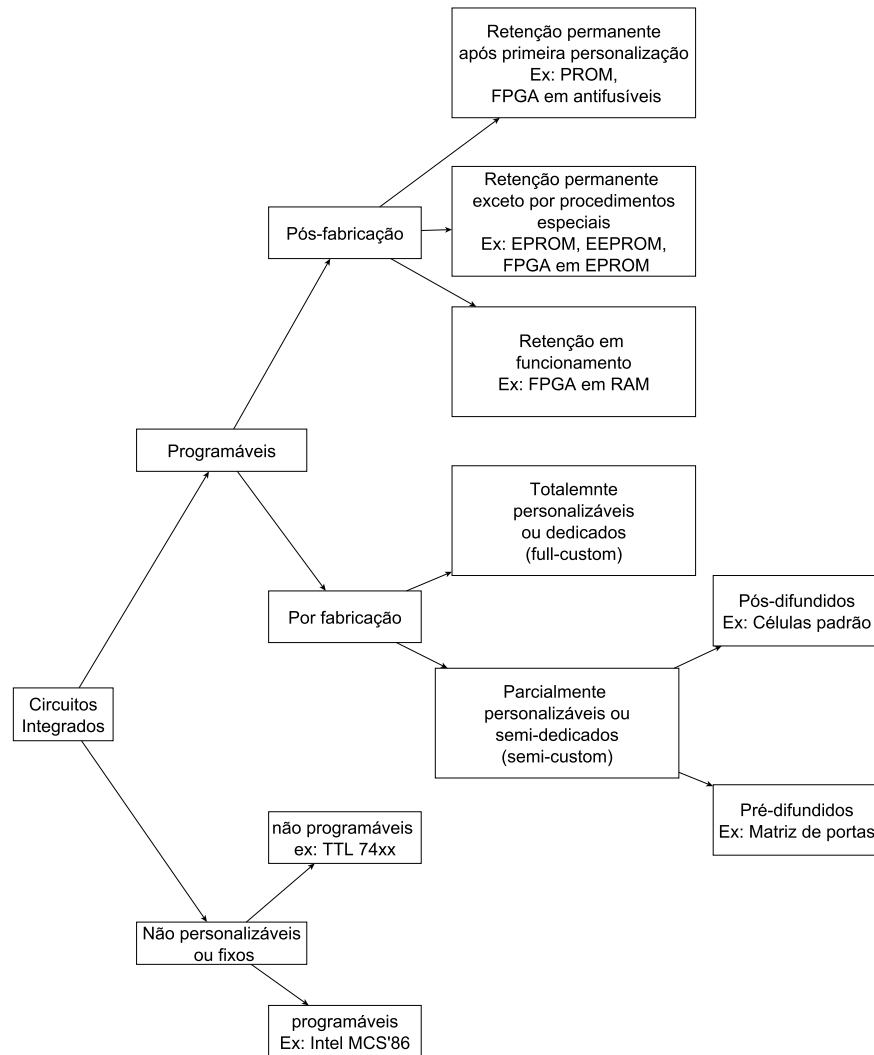 Retenção permanente
após primeira personalização
Ex: PROM,
FPGA em antifusíveis
Retenção permanente
exceto por procedimentos
especiais
Ex: EPROM, EEPROM,
FPGA em EPROM
Pós-fabricação
Retenção em
funcionamento
Ex: FPGA em RAM
Programáveis
Totalemnte
personalizáveis
ou dedicados
(full-custom)
Por fabricação
Pós-difundidos
Ex: Células padrão
Parcialmente
personalizáveis ou
semi-dedicados
(semi-custom)
Circuitos
Integrados
Pré-difundidos
Ex: Matriz de portas
não programáveis
ex: TTL 74xx
Não personalizáveis
ou fixos
programáveis
Ex: Intel MCS'86